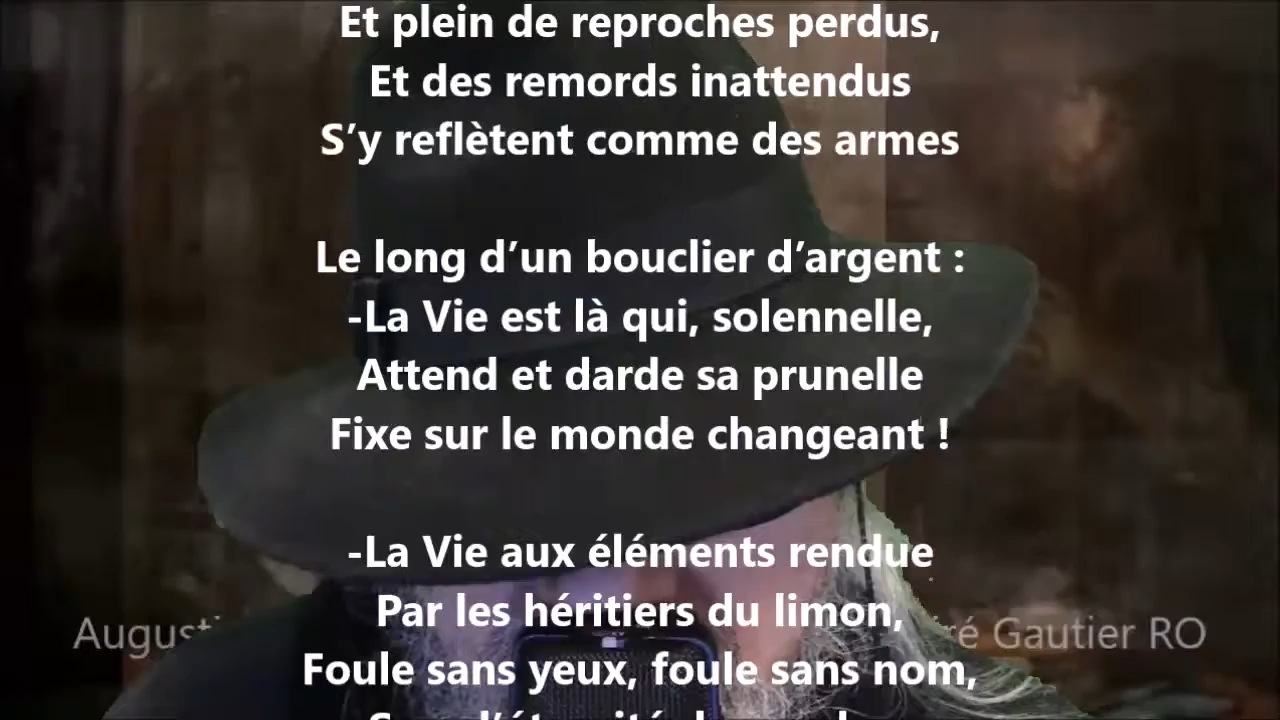 Et plein de reproches perdus,
Et des remords inattendus
S’y reflètent comme des armes
Le long d’un bouclier d’argent :
-La Vie est là qui, solennelle,
Attend et darde sa prunelle
Fixe sur le monde changeant !
-La Vie aux éléments rendue
Par les héritiers du limon,
Foule sans yeux, foule sans nom,
Gautier RO